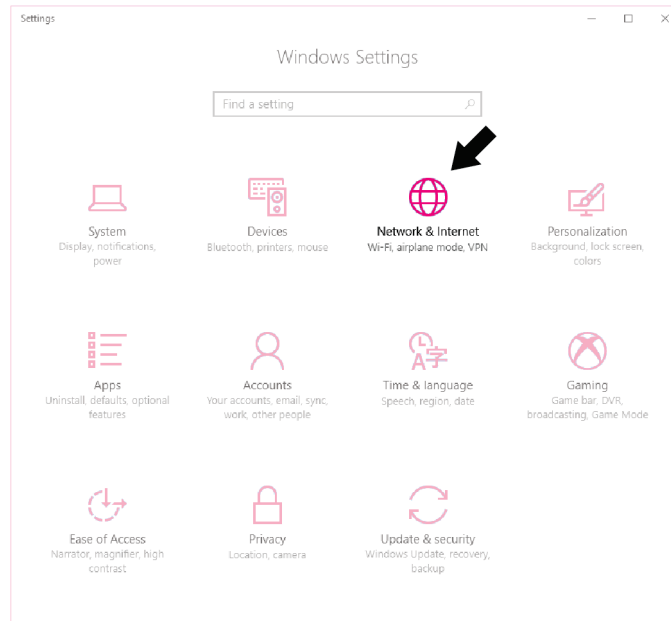 Settings
Windows Settings
Find a setting
System
Display, notifications,
power
Devices
Bluetooth, printers, mouse
Network & Internet
Wi-Fi, airplane mode, VPN
Personalization
Background, lock screen,
colors
Apps
Uninstall, defaults, optional
features
Accounts
Your accounts, email, sync,
work, other people
A字
Time & language
Speech, region, date
Gaming
Game bar, DVR,
broadcasting, Game Mode
Ease of Access
Narrator, magnifier, high
contrast
Privacy
Location, camera
Update & security
Windows Update, recovery,
backup